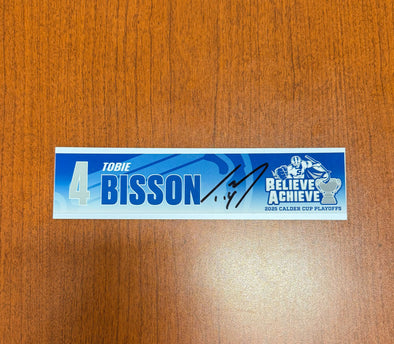 4
TOBIE
BISSON
BELIEVE
ACHIEVE
2025 CALDER CUP PLAYOFFS